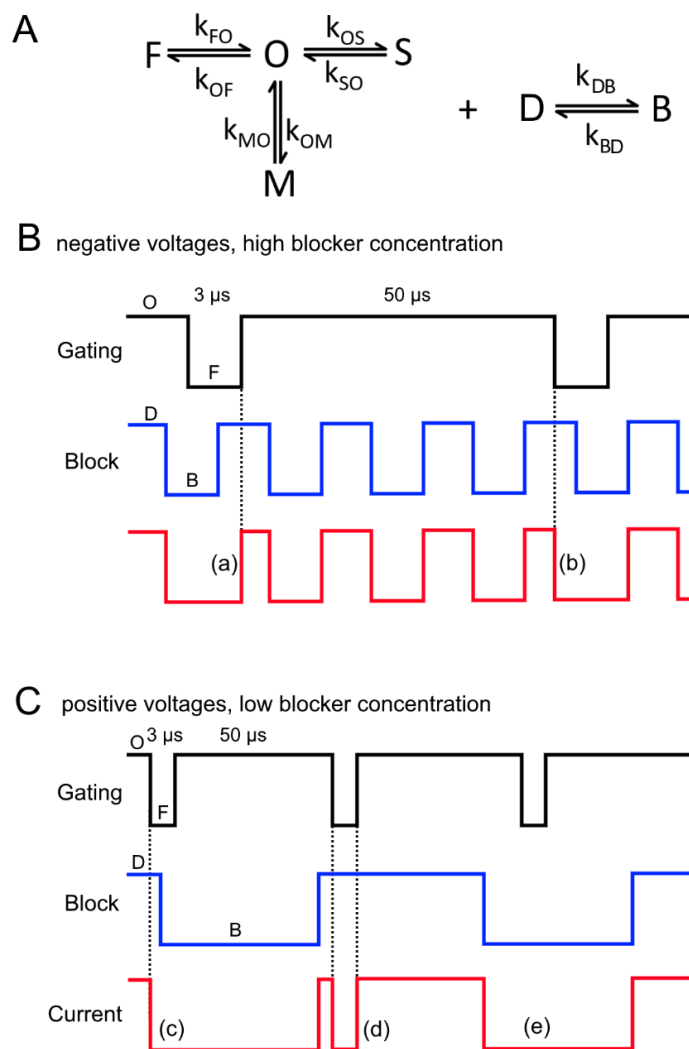 A
k_FO k_OS
F O S k_DB
k_OF k_SO + D B
k_MO k_OM k_BD
M
B negative voltages, high blocker concentration
O 3 µs 50 µs
Gating
F
D
Block
B
(a) (b)
C positive voltages, low blocker concentration
O 3 µs 50 µs
Gating
F
D
Block
B
Current (c) (d) (e)